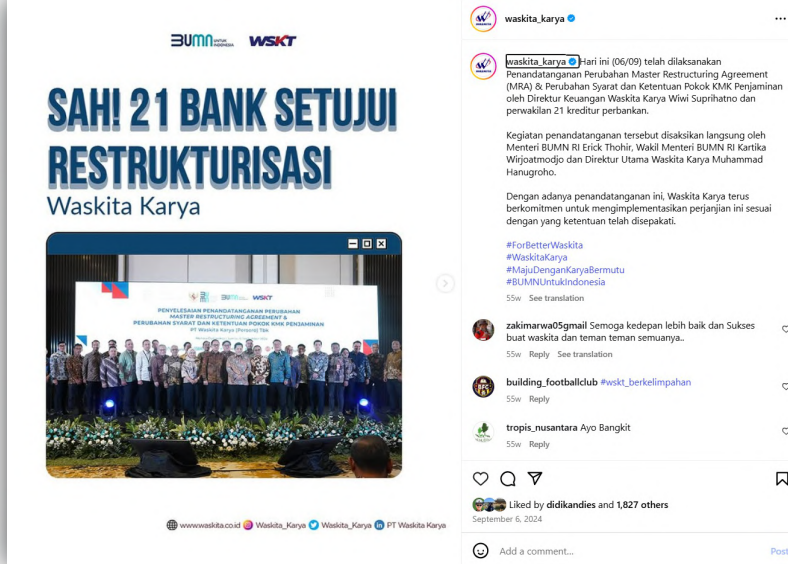 BUMN UNTUK INDONESIA WSKT
SAH! 21 BANK SETUJUI
RESTRUKTURISASI
Waskita Karya
BUMN WSKT
PENYELESAIAN PENANDATANGANAN PERUBAHAN
MASTER RESTRUCTURING AGREEMENT &
PERUBAHAN SYARAT DAN KETENTUAN POKOK KMK PENJAMINAN
PT Waskita Karya (Persero) Tbk
www.waskita.co.id Waskita_Karya Waskita_Karya PT Waskita Karya
waskita_karya
waskita_karya Hari ini (06/09) telah dilaksanakan
Penandatanganan Perubahan Master Restructuring Agreement
(MRA) & Perubahan Syarat dan Ketentuan Pokok KMK Penjaminan
oleh Direktur Keuangan Waskita Karya Wiwi Suprihatno dan
perwakilan 21 kreditur perbankan.
Kegiatan penandatanganan tersebut disaksikan langsung oleh
Menteri BUMN RI Erick Thohir, Wakil Menteri BUMN RI Kartika
Wirjoatmodjo dan Direktur Utama Waskita Karya Muhammad
Hanugroho.
Dengan adanya penandatanganan ini, Waskita Karya terus
berkomitmen untuk mengimplementasikan perjanjian ini sesuai
dengan yang ketentuan telah disepakati.
#ForBetterWaskita
#WaskitaKarya
#MajuDenganKaryaBermutu
#BUMNUntukIndonesia
55w See translation
zakimarwa05gmail Semoga kedepan lebih baik dan Sukses
buat waskita dan teman teman semuanya..
55w Reply See translation
building_footballclub #wskt_berkelimpahan
55w Reply
tropis_nusantara Ayo Bangkit
55w Reply
Liked by didikandies and 1,827 others
September 6, 2024
Add a comment...
Post